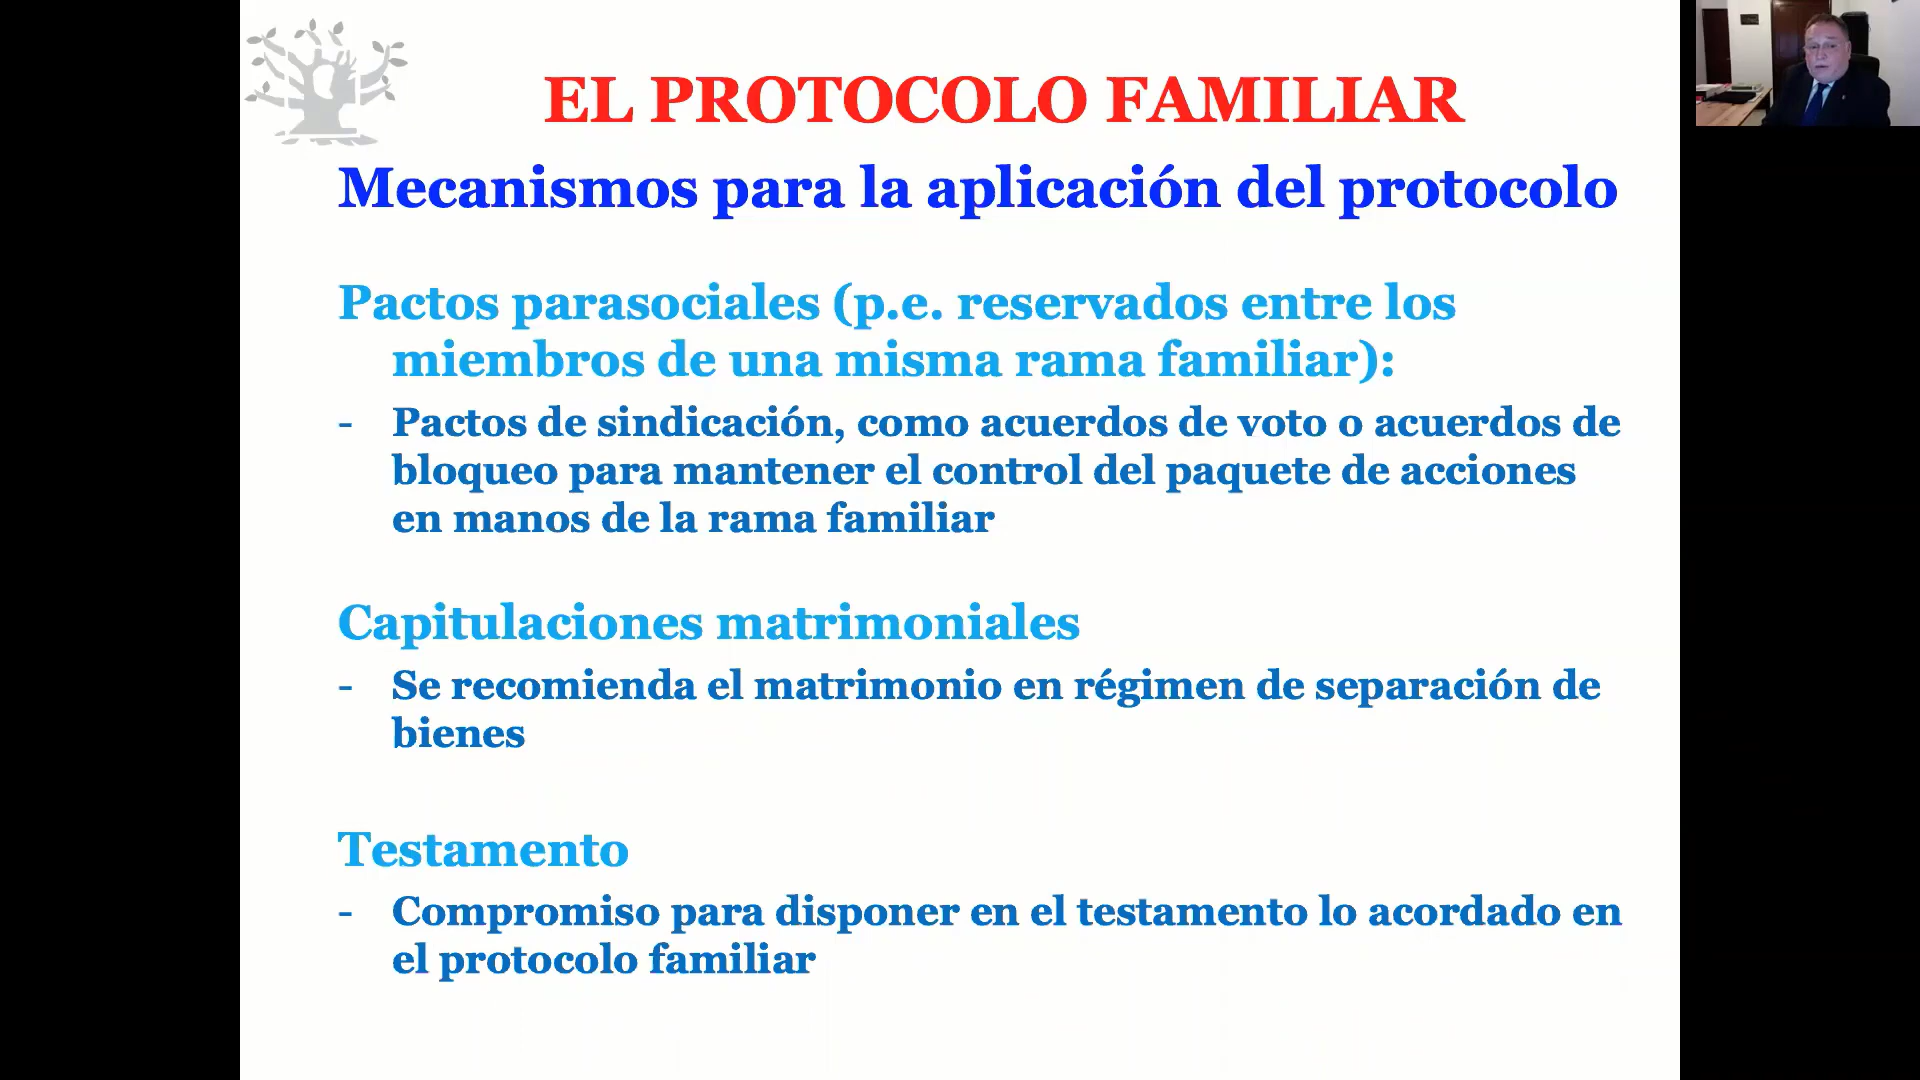 EL PROTOCOLO FAMILIAR
Mecanismos para la aplicación del protocolo
Pactos parasociales (p.e. reservados entre los
miembros de una misma rama familiar):
- Pactos de sindicación, como acuerdos de voto o acuerdos de
bloqueo para mantener el control del paquete de acciones
en manos de la rama familiar
Capitulaciones matrimoniales
- Se recomienda el matrimonio en régimen de separación de
bienes
Testamento
- Compromiso para disponer en el testamento lo acordado en
el protocolo familiar